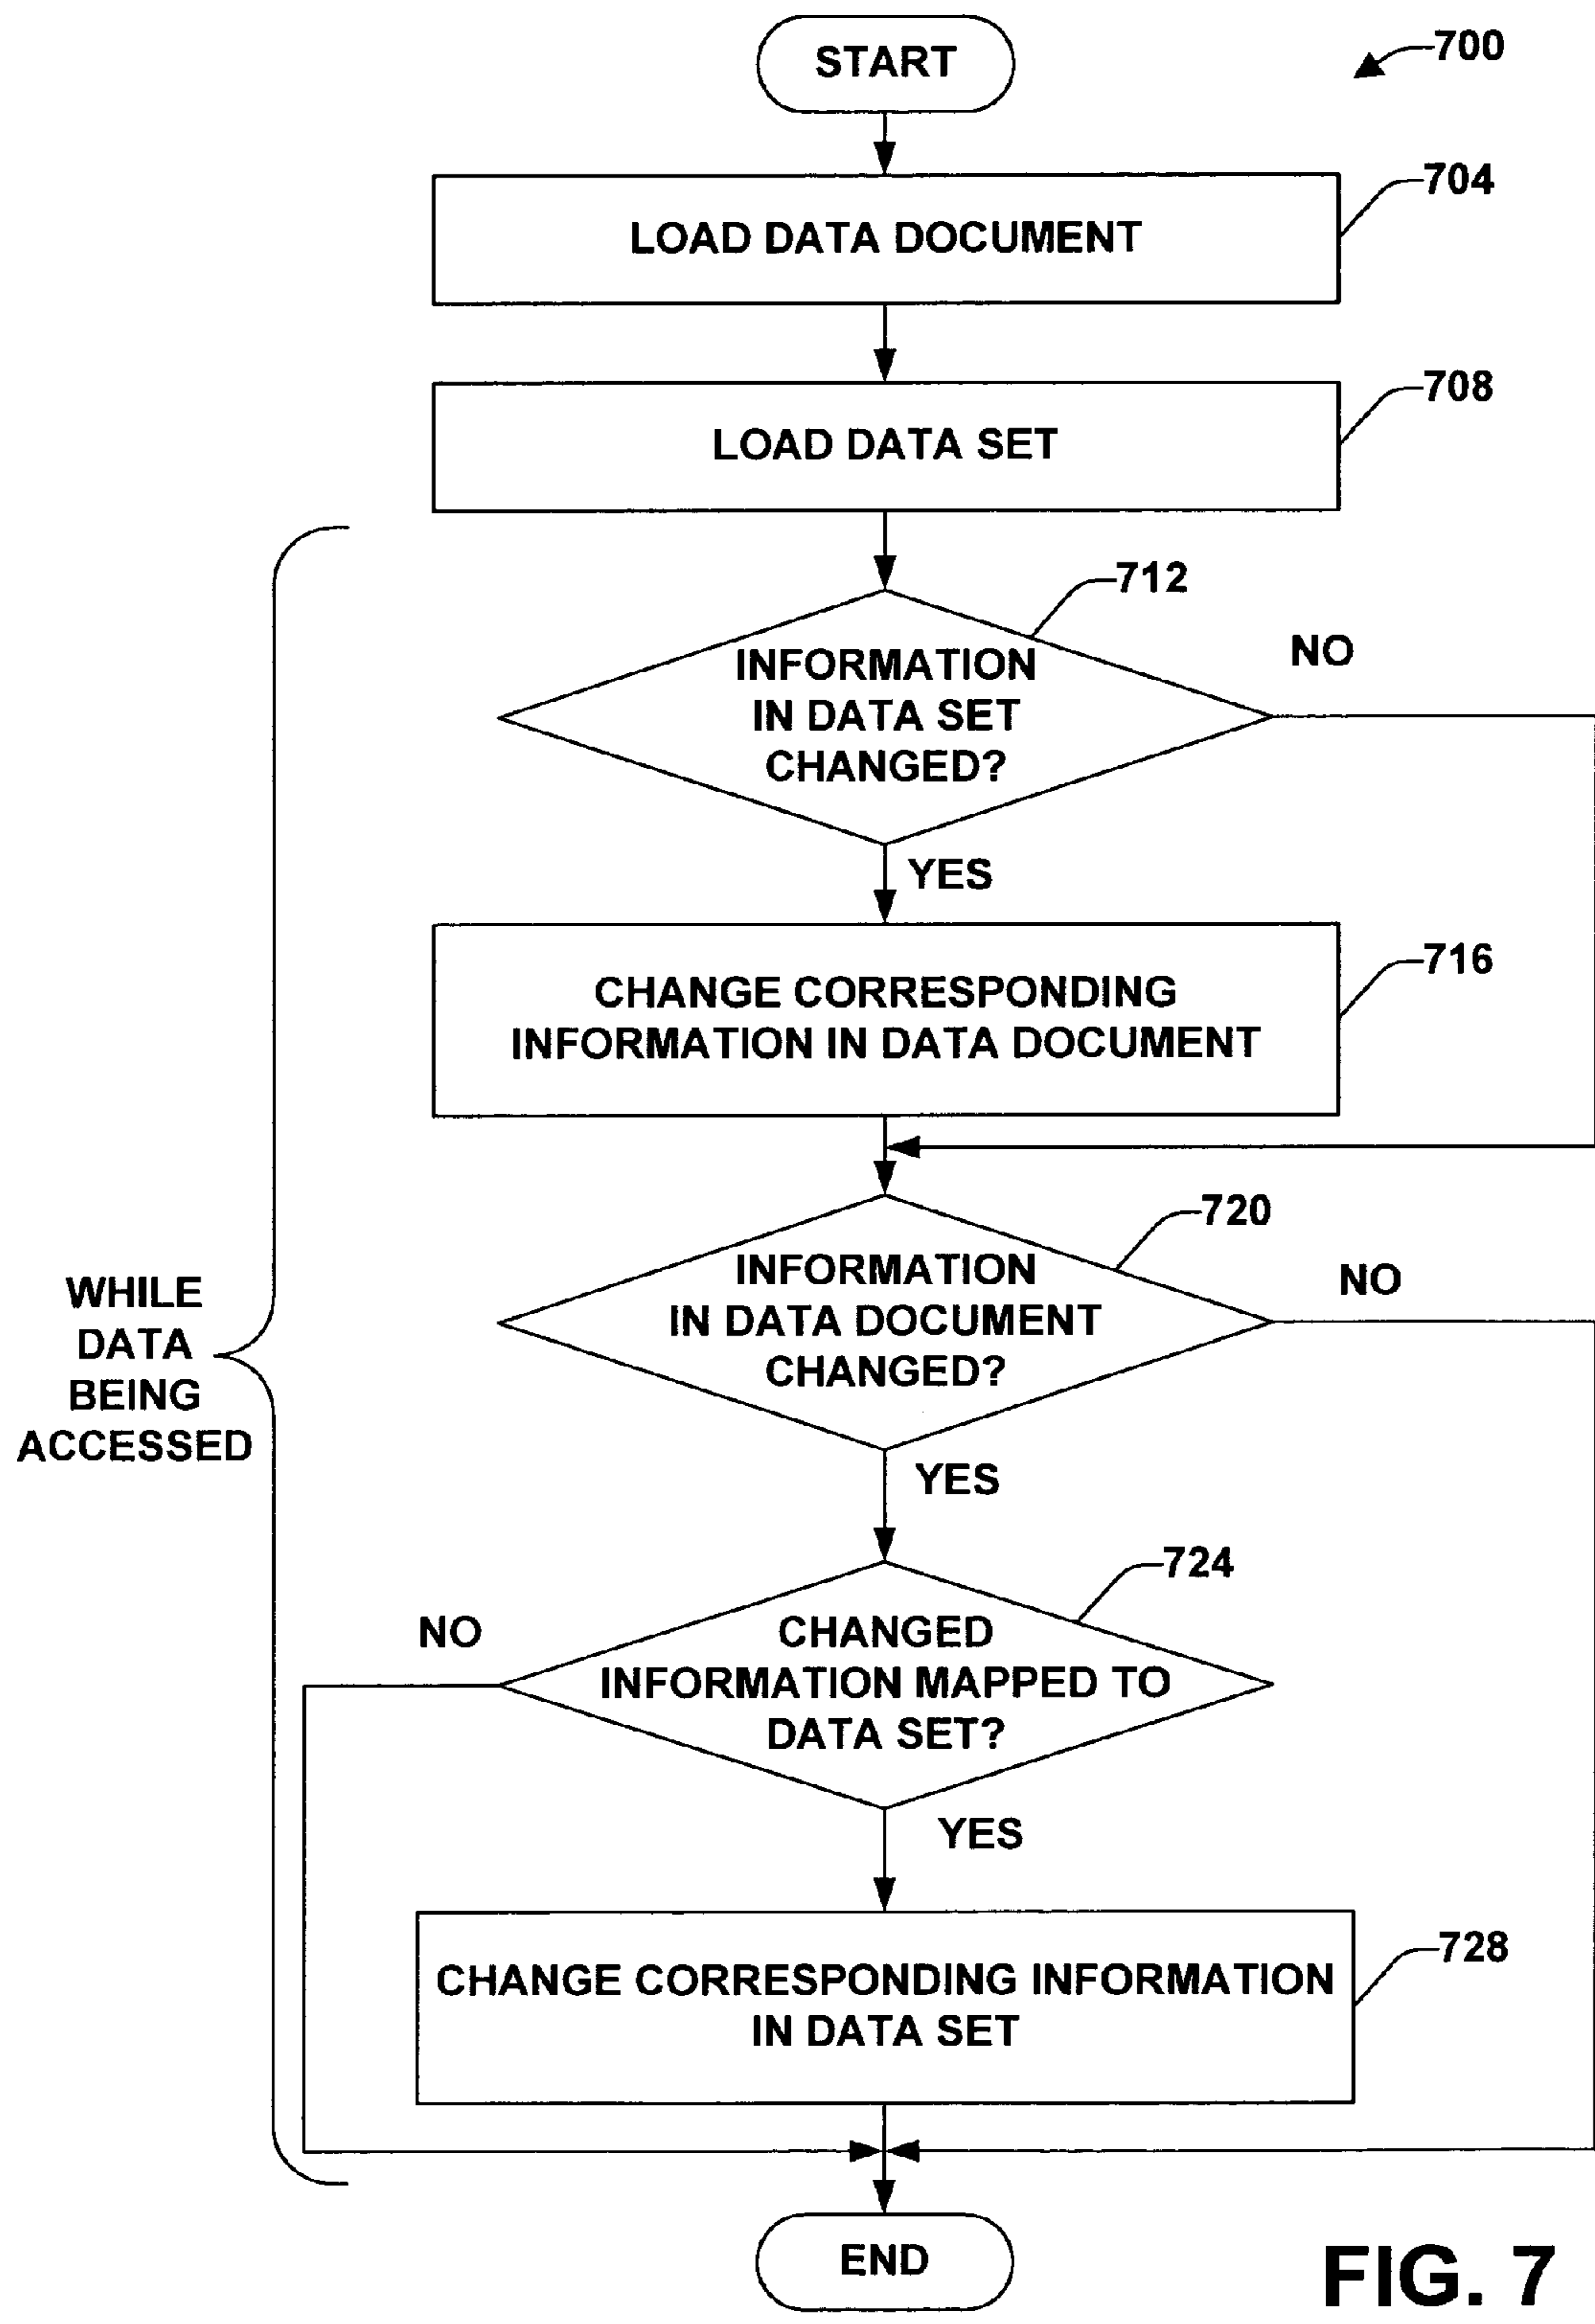 START
700
704
LOAD DATA DOCUMENT
708
LOAD DATA SET
712
INFORMATION
IN DATA SET
CHANGED?
NO
YES
716
CHANGE CORRESPONDING
INFORMATION IN DATA DOCUMENT
720
INFORMATION
IN DATA DOCUMENT
CHANGED?
NO
WHILE
DATA
BEING
ACCESSED
YES
724
NO
CHANGED
INFORMATION MAPPED TO
DATA SET?
YES
728
CHANGE CORRESPONDING INFORMATION
IN DATA SET
END
FIG. 7